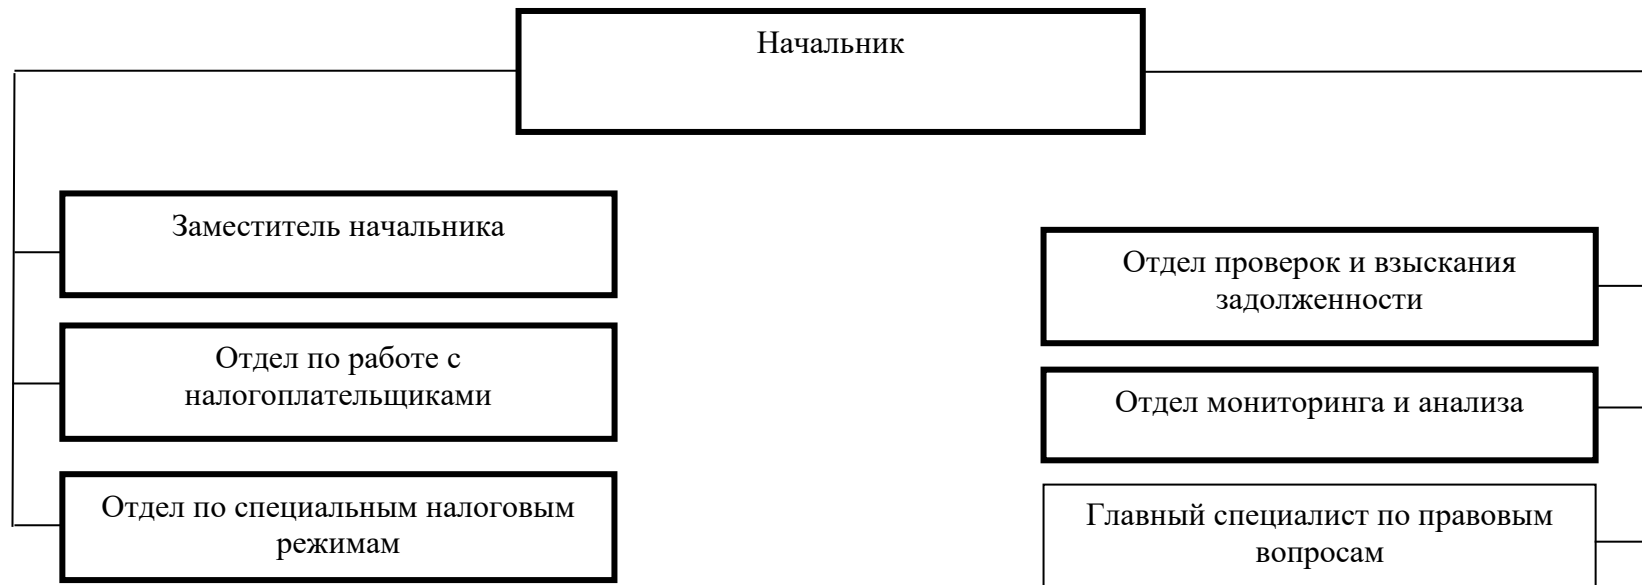 Начальник
Заместитель начальника
Отдел по работе с
налогоплательщиками
Отдел по специальным налоговым
режимам
Отдел проверок и взыскания
задолженности
Отдел мониторинга и анализа
Главный специалист по правовым
вопросам